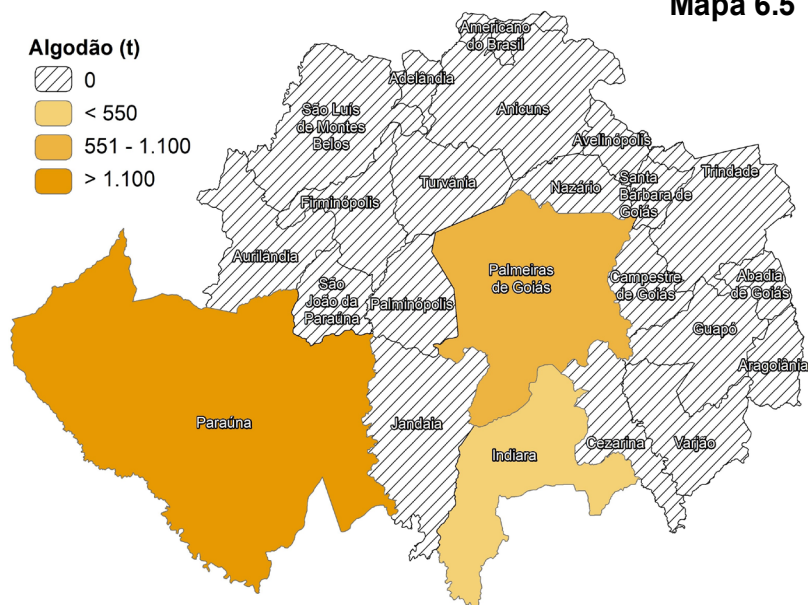 Mapa 6.5
Algodão (t)
0
< 550
551 - 1.100
> 1.100
Americano
do Brasil
Adelândia
Anicuns
São Luís
de Montes
Belos
Avelinópolis
Trindade
Turvânia
Nazário
Santa
Bárbara de
Goiás
Firminópolis
Aurilândia
São
João da
Paraúna
Palminópolis
Palmeiras
de Goiás
Campestre
de Goiás
Abadia
de Goiás
Guapó
Aragoiânia
Paraúna
Jandaia
Indiara
Cezarina
Varjão